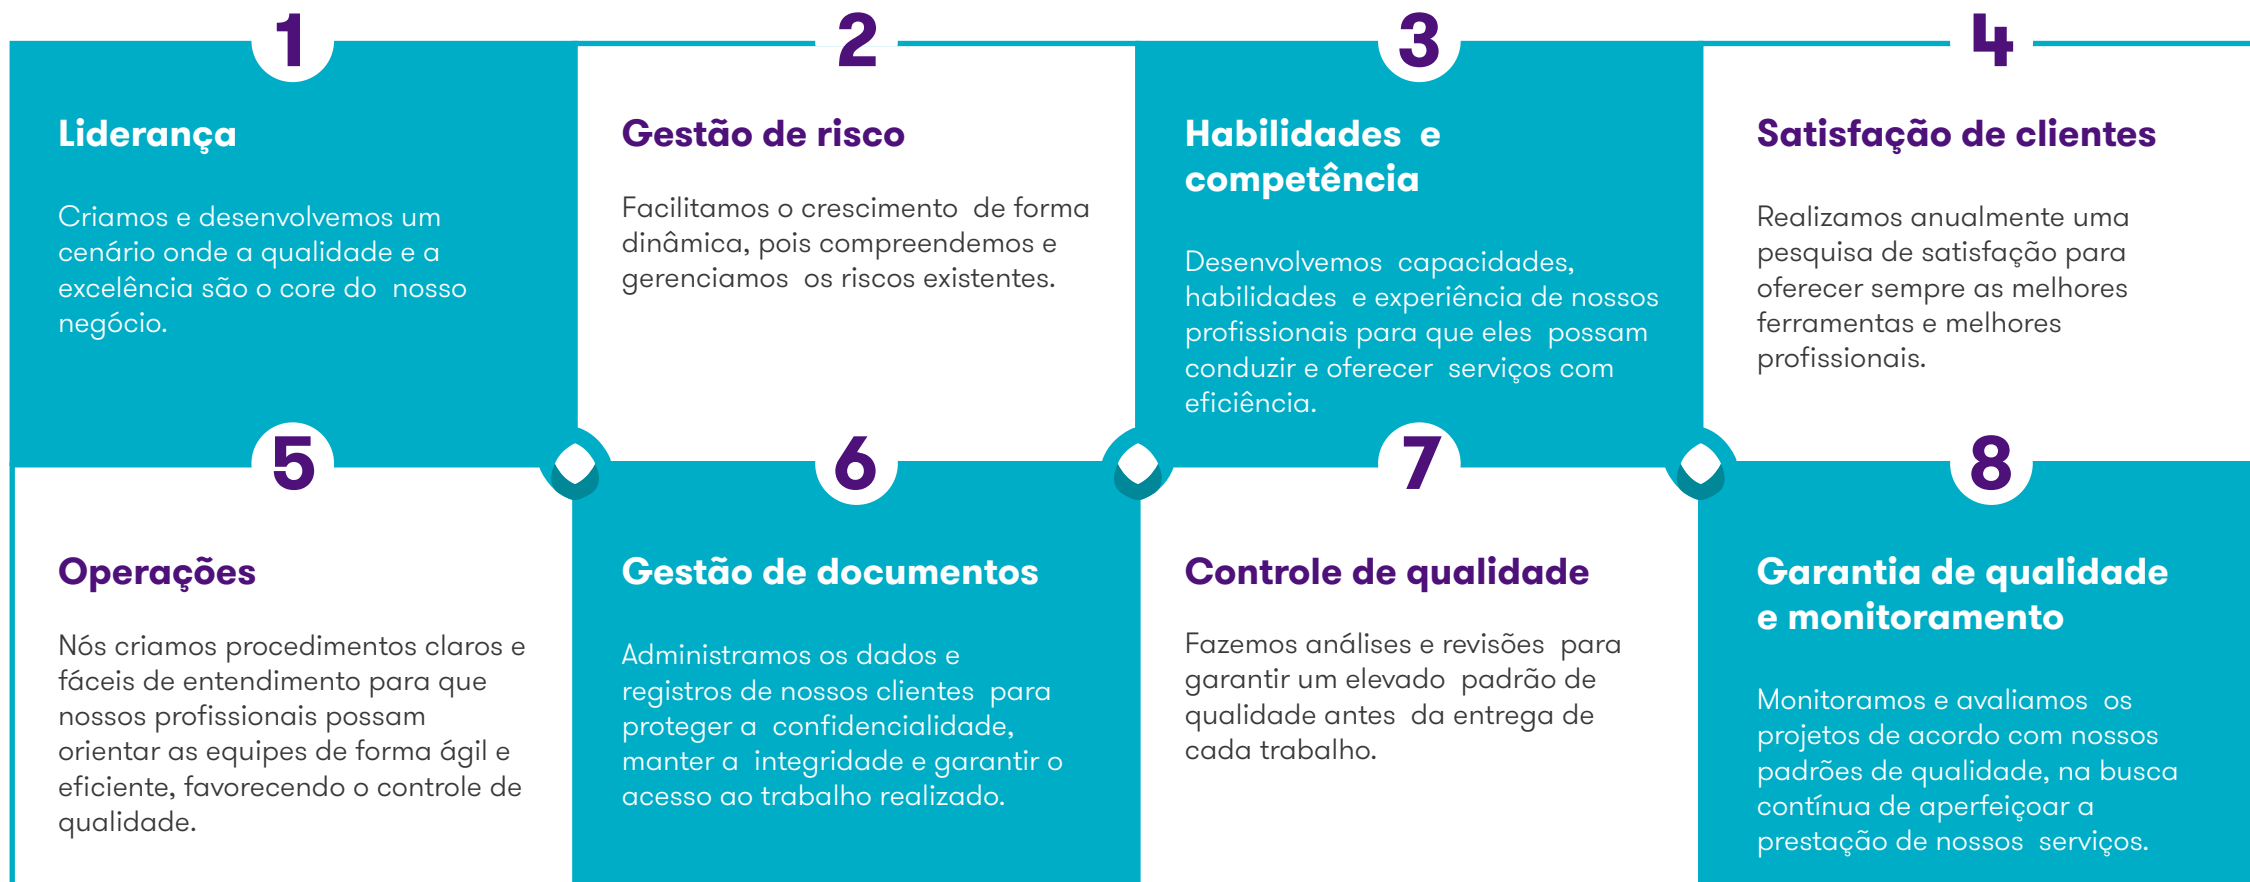 1
Liderança
Criamos e desenvolvemos um
cenário onde a qualidade e a
excelência são o core do nosso
negócio.
2
Gestão de risco
Facilitamos o crescimento de forma
dinâmica, pois compreendemos e
gerenciamos os riscos existentes.
3
Habilidades e
competência
Desenvolvemos capacidades,
habilidades e experiência de nossos
profissionais para que eles possam
conduzir e oferecer serviços com
eficiência.
4
Satisfação de clientes
Realizamos anualmente uma
pesquisa de satisfação para
oferecer sempre as melhores
ferramentas e melhores
profissionais.
5
Operações
Nós criamos procedimentos claros e
fáceis de entendimento para que
nossos profissionais possam
orientar as equipes de forma ágil e
eficiente, favorecendo o controle de
qualidade.
6
Gestão de documentos
Administramos os dados e
registros de nossos clientes para
proteger a confidencialidade,
manter a integridade e garantir o
acesso ao trabalho realizado.
7
Controle de qualidade
Fazemos análises e revisões para
garantir um elevado padrão de
qualidade antes da entrega de
cada trabalho.
8
Garantia de qualidade
e monitoramento
Monitoramos e avaliamos os
projetos de acordo com nossos
padrões de qualidade, na busca
contínua de aperfeiçoar a
prestação de nossos serviços.